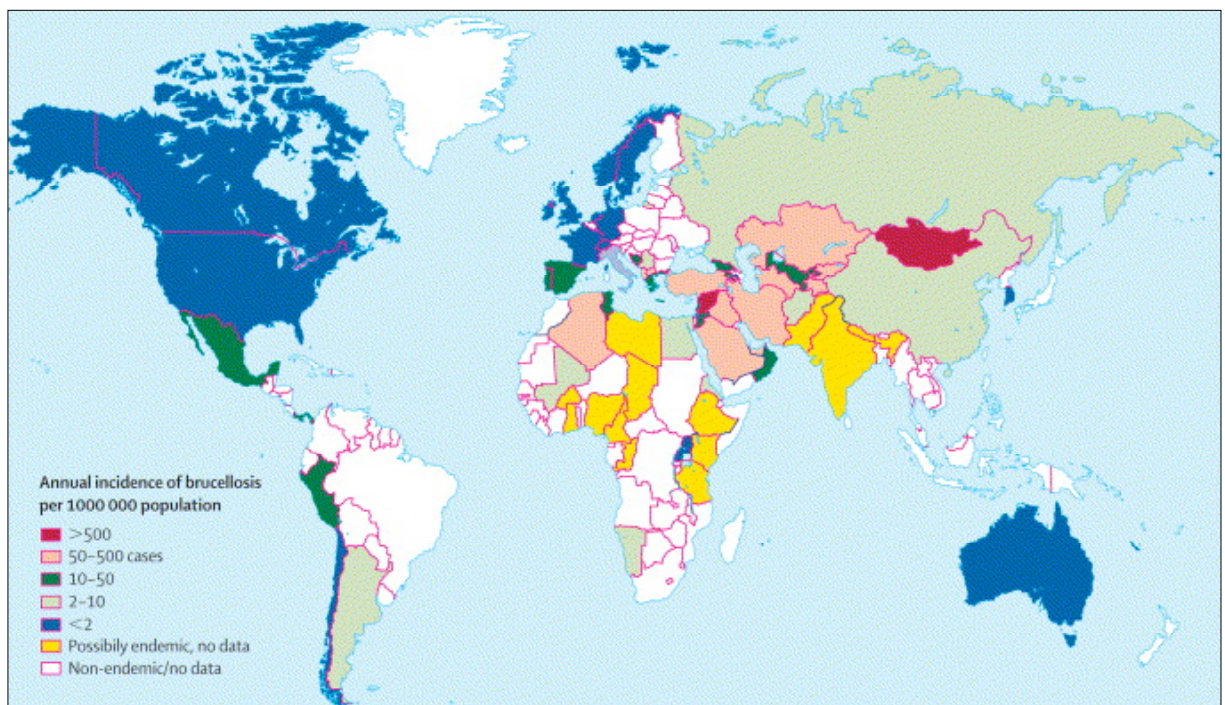 Annual incidence of brucellosis
per 1000 000 population
>500
50–500 cases
10–50
2–10
<2
Possibily endemic, no data
Non-endemic/no data